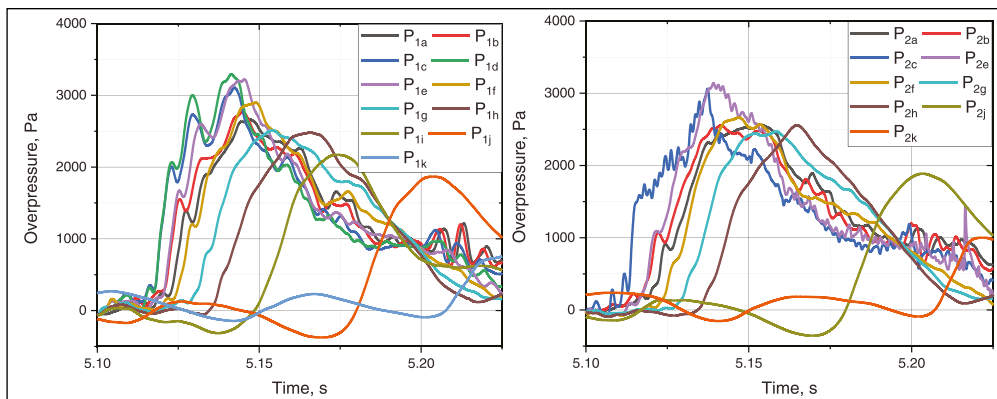 4000
3000
2000
1000
0
Overpressure, Pa
5.10
5.15
5.20
Time, s
P1a P1b
P1c P1d
P1e P1f
P1g P1h
P1i P1j
P1k
4000
3000
2000
1000
0
Overpressure, Pa
5.10
5.15
5.20
Time, s
P2a P2b
P2c P2e
P2f P2g
P2h P2j
P2k